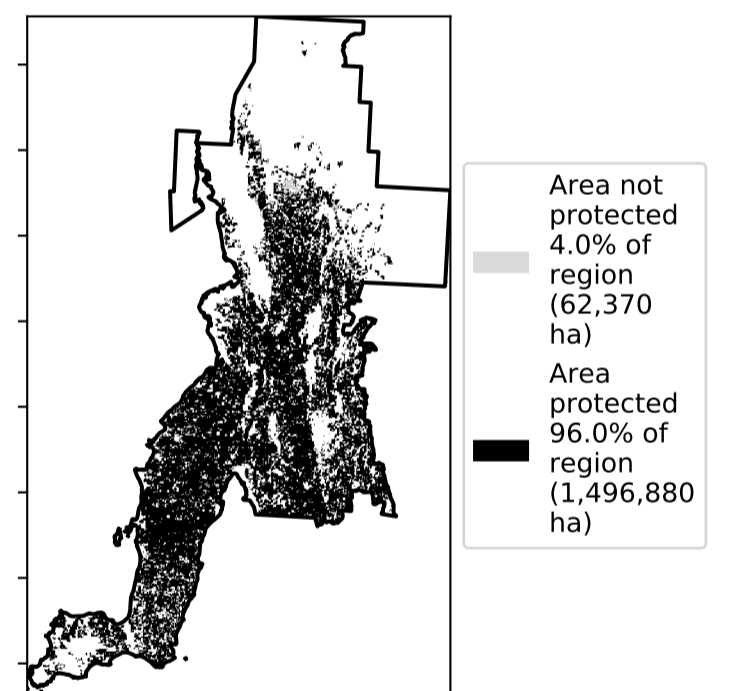 Area not
protected
4.0% of
region
(62,370
ha)
Area
protected
96.0% of
region
(1,496,880
ha)